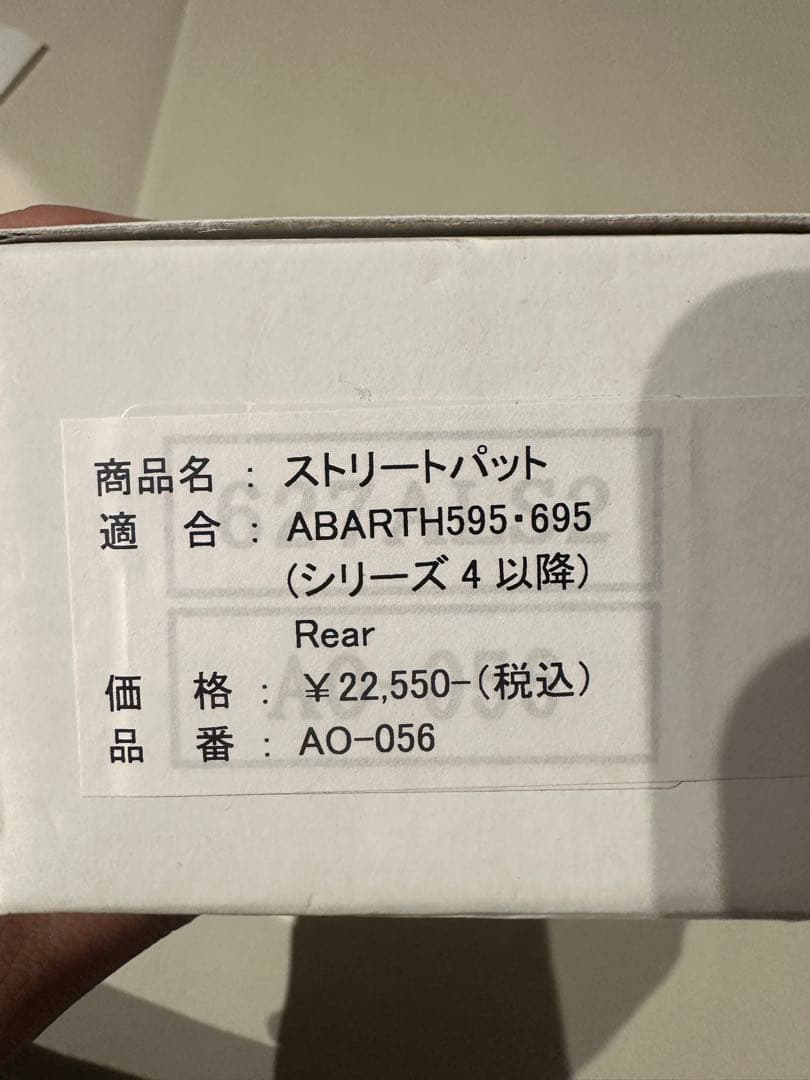 商品名 : ストリートパット
適 合 : ABARTH595・695
(シリーズ4以降)
Rear
価 格 : ￥22,550-(税込)
品 番 : AO-056